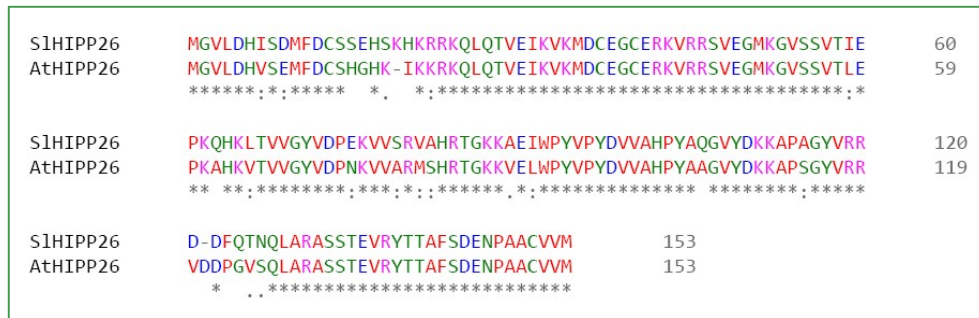 SlHIPP26 MGVLDHISDMFDCSSEHSKHKRRKQLQTVEIKVKMDCEGCERKVRRSVEGMKGVSSVTIE 60
AtHIPP26 MGVLDHVSEMFDCSHGHK-IKKRKQLQTVEIKVKMDCEGCERKVRRSVEGMKGVSSVTLE 59
******:*:*****  *.  *:************************************:*
SlHIPP26 PKQHKLTVVGYVDPEKVVSRVAHRTGKKAEIWPYVPYDVVAHPYAQGVYDKKAPAGYVRR 120
AtHIPP26 PKAHKVTVVGYVDPNKVVARMSHRTGKKVELWPYVPYDVVAHPYAAGVYDKKAPSGYVRR 119
** **:********:***:*::******.*:************** ********:*****
SlHIPP26 D-DFQTNQLARASSTEVRYTTAFSDENPAACVVM 153
AtHIPP26 VDDPGVSQLARASSTEVRYTTAFSDENPAACVVM 153
*  ..***************************